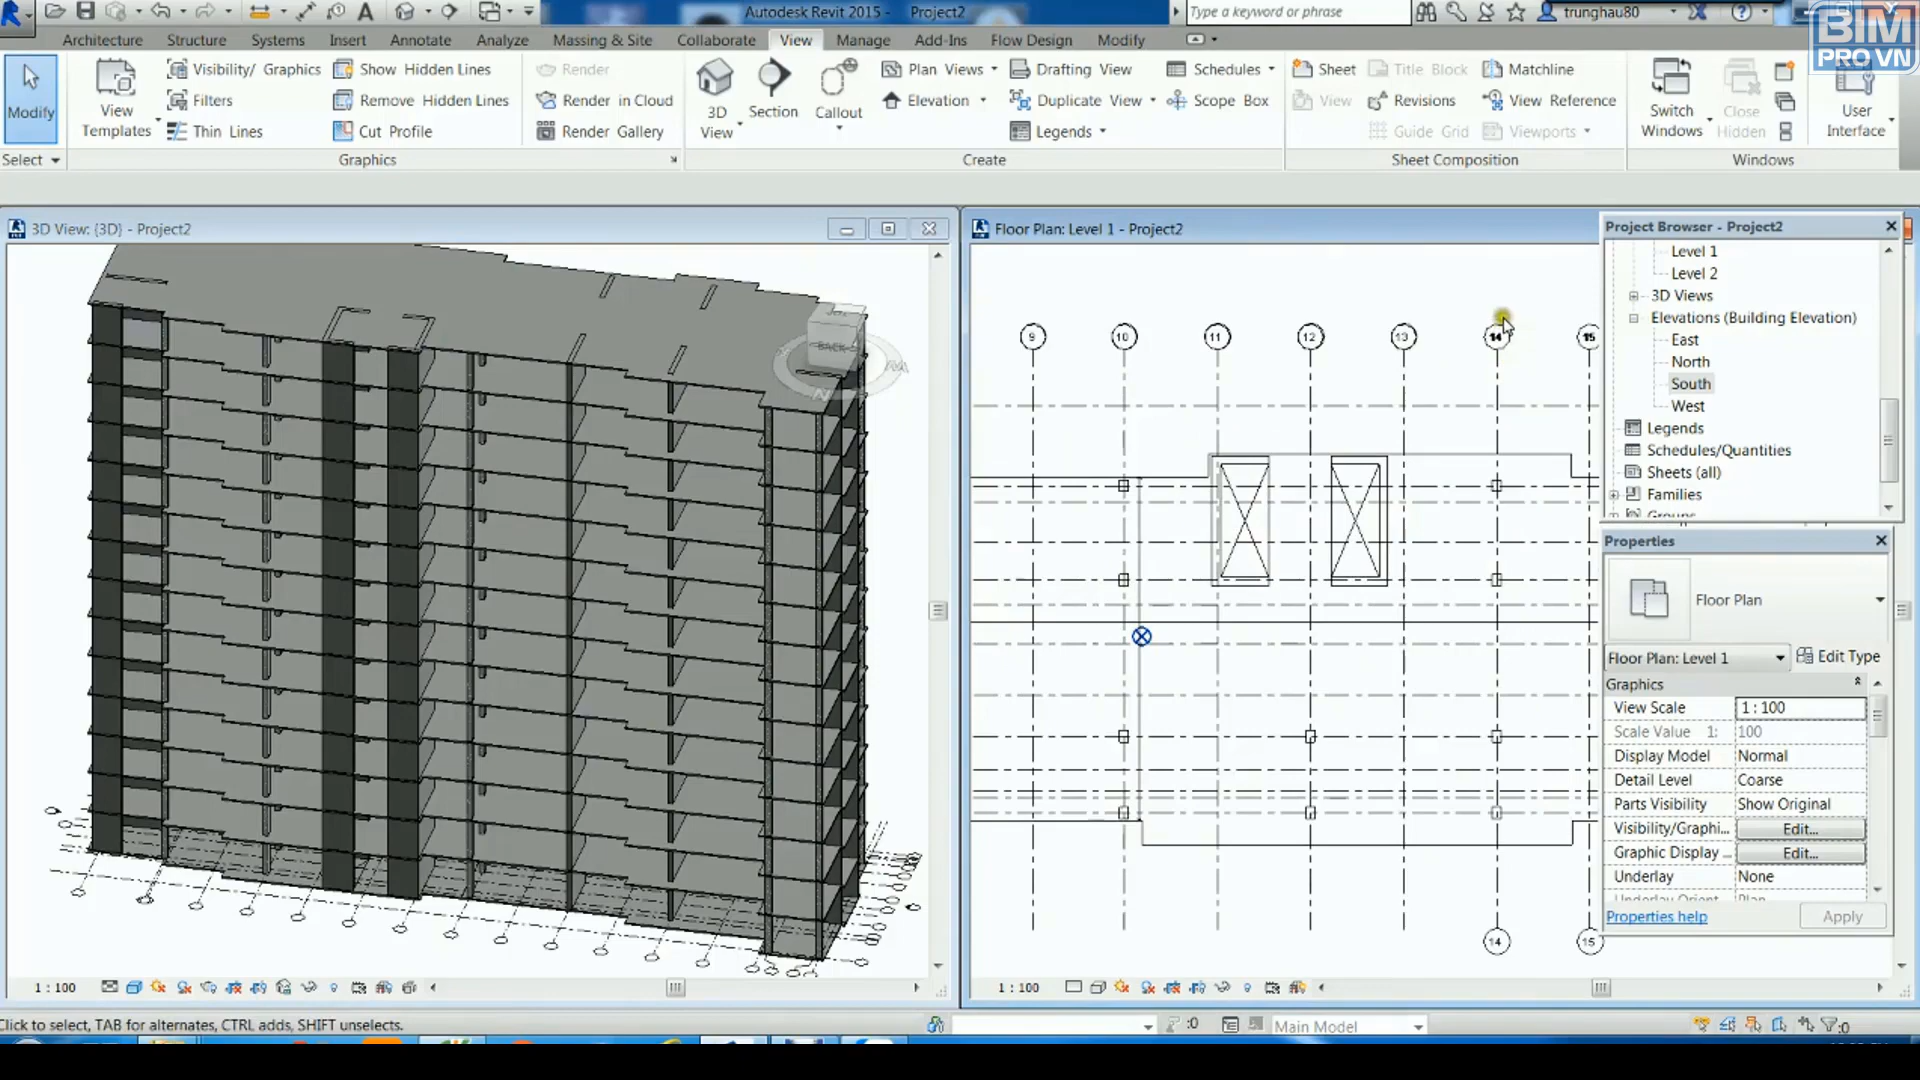 Autodesk Revit 2015 -    Project2
Type a keyword or phrase
trunghau80
BIM
PRO.VN
Architecture Structure Systems Insert Annotate Analyze Massing & Site Collaborate View Manage Add-Ins Flow Design Modify
Modify
View Templates
Visibility/ Graphics
Filters
Thin Lines
Show Hidden Lines
Remove Hidden Lines
Cut Profile
Render
Render in Cloud
Render Gallery
3D View
Section
Callout
Plan Views
Elevation
Drafting View
Duplicate View
Legends
Schedules
Scope Box
Sheet
View
Title Block
Revisions
Guide Grid
Matchline
View Reference
Viewports
Switch Windows
Close Hidden
User Interface
Select
Graphics
Create
Sheet Composition
Windows
3D View: {3D} - Project2
BACK
N
Floor Plan: Level 1 - Project2
9 10 11 12 13 14 15
14 15
Project Browser - Project2
Level 1
Level 2
3D Views
Elevations (Building Elevation)
East
North
South
West
Legends
Schedules/Quantities
Sheets (all)
Families
Groups
Properties
Floor Plan
Floor Plan: Level 1
Edit Type
Graphics
View Scale 1 : 100
Scale Value 1: 100
Display Model Normal
Detail Level Coarse
Parts Visibility Show Original
Visibility/Graphi... Edit...
Graphic Display ... Edit...
Underlay None
Underlay Orient... Plan
Properties help
Apply
1 : 100
1 : 100
Click to select, TAB for alternates, CTRL adds, SHIFT unselects.
:0
Main Model
:0